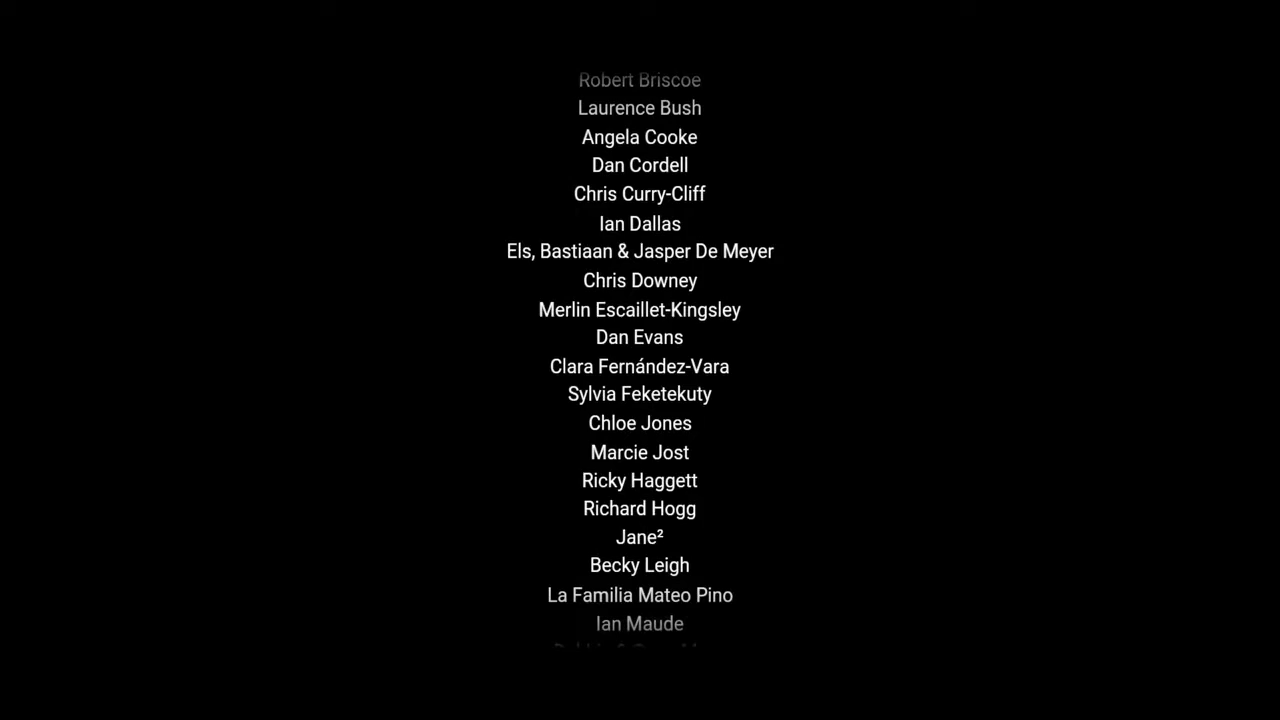 Robert Briscoe
Laurence Bush
Angela Cooke
Dan Cordell
Chris Curry-Cliff
Ian Dallas
Els, Bastiaan & Jasper De Meyer
Chris Downey
Merlin Escaillet-Kingsley
Dan Evans
Clara Fernández-Vara
Sylvia Feketekuty
Chloe Jones
Marcie Jost
Ricky Haggett
Richard Hogg
Jane²
Becky Leigh
La Familia Mateo Pino
Ian Maude